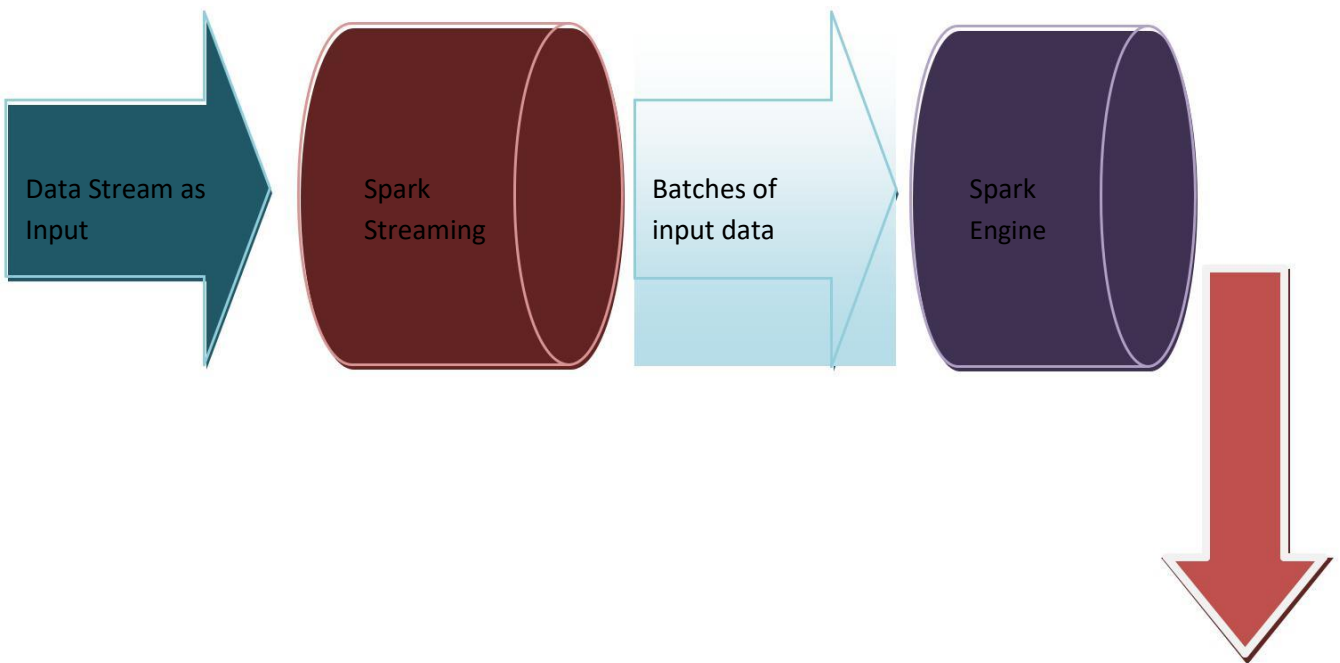 Data Stream as
Input
Spark
Streaming
Batches of
input data
Spark
Engine